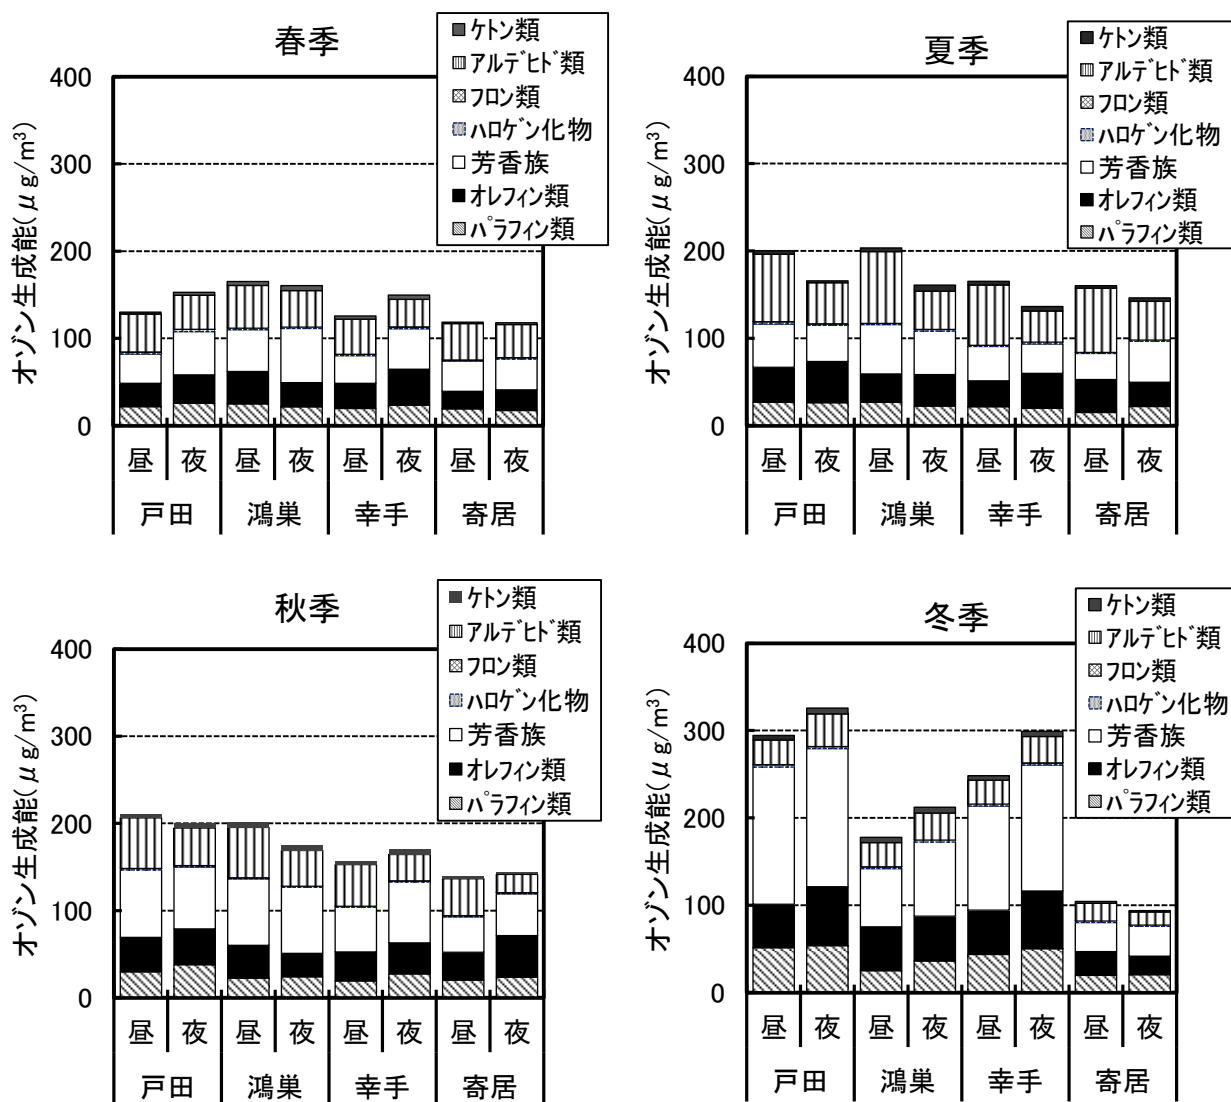 春季
ケトン類
アルデヒド類
フロン類
ハロゲン化物
芳香族
オレフィン類
パラフィン類
オゾン生成能(μg/m³)
400
300
200
100
0
昼 夜 昼 夜 昼 夜 昼 夜
戸田 鴻巣 幸手 寄居
夏季
ケトン類
アルデヒド類
フロン類
ハロゲン化物
芳香族
オレフィン類
パラフィン類
オゾン生成能(μg/m³)
400
300
200
100
0
昼 夜 昼 夜 昼 夜 昼 夜
戸田 鴻巣 幸手 寄居
秋季
ケトン類
アルデヒド類
フロン類
ハロゲン化物
芳香族
オレフィン類
パラフィン類
オゾン生成能(μg/m³)
400
300
200
100
0
昼 夜 昼 夜 昼 夜 昼 夜
戸田 鴻巣 幸手 寄居
冬季
ケトン類
アルデヒド類
フロン類
ハロゲン化物
芳香族
オレフィン類
パラフィン類
オゾン生成能(μg/m³)
400
300
200
100
0
昼 夜 昼 夜 昼 夜 昼 夜
戸田 鴻巣 幸手 寄居